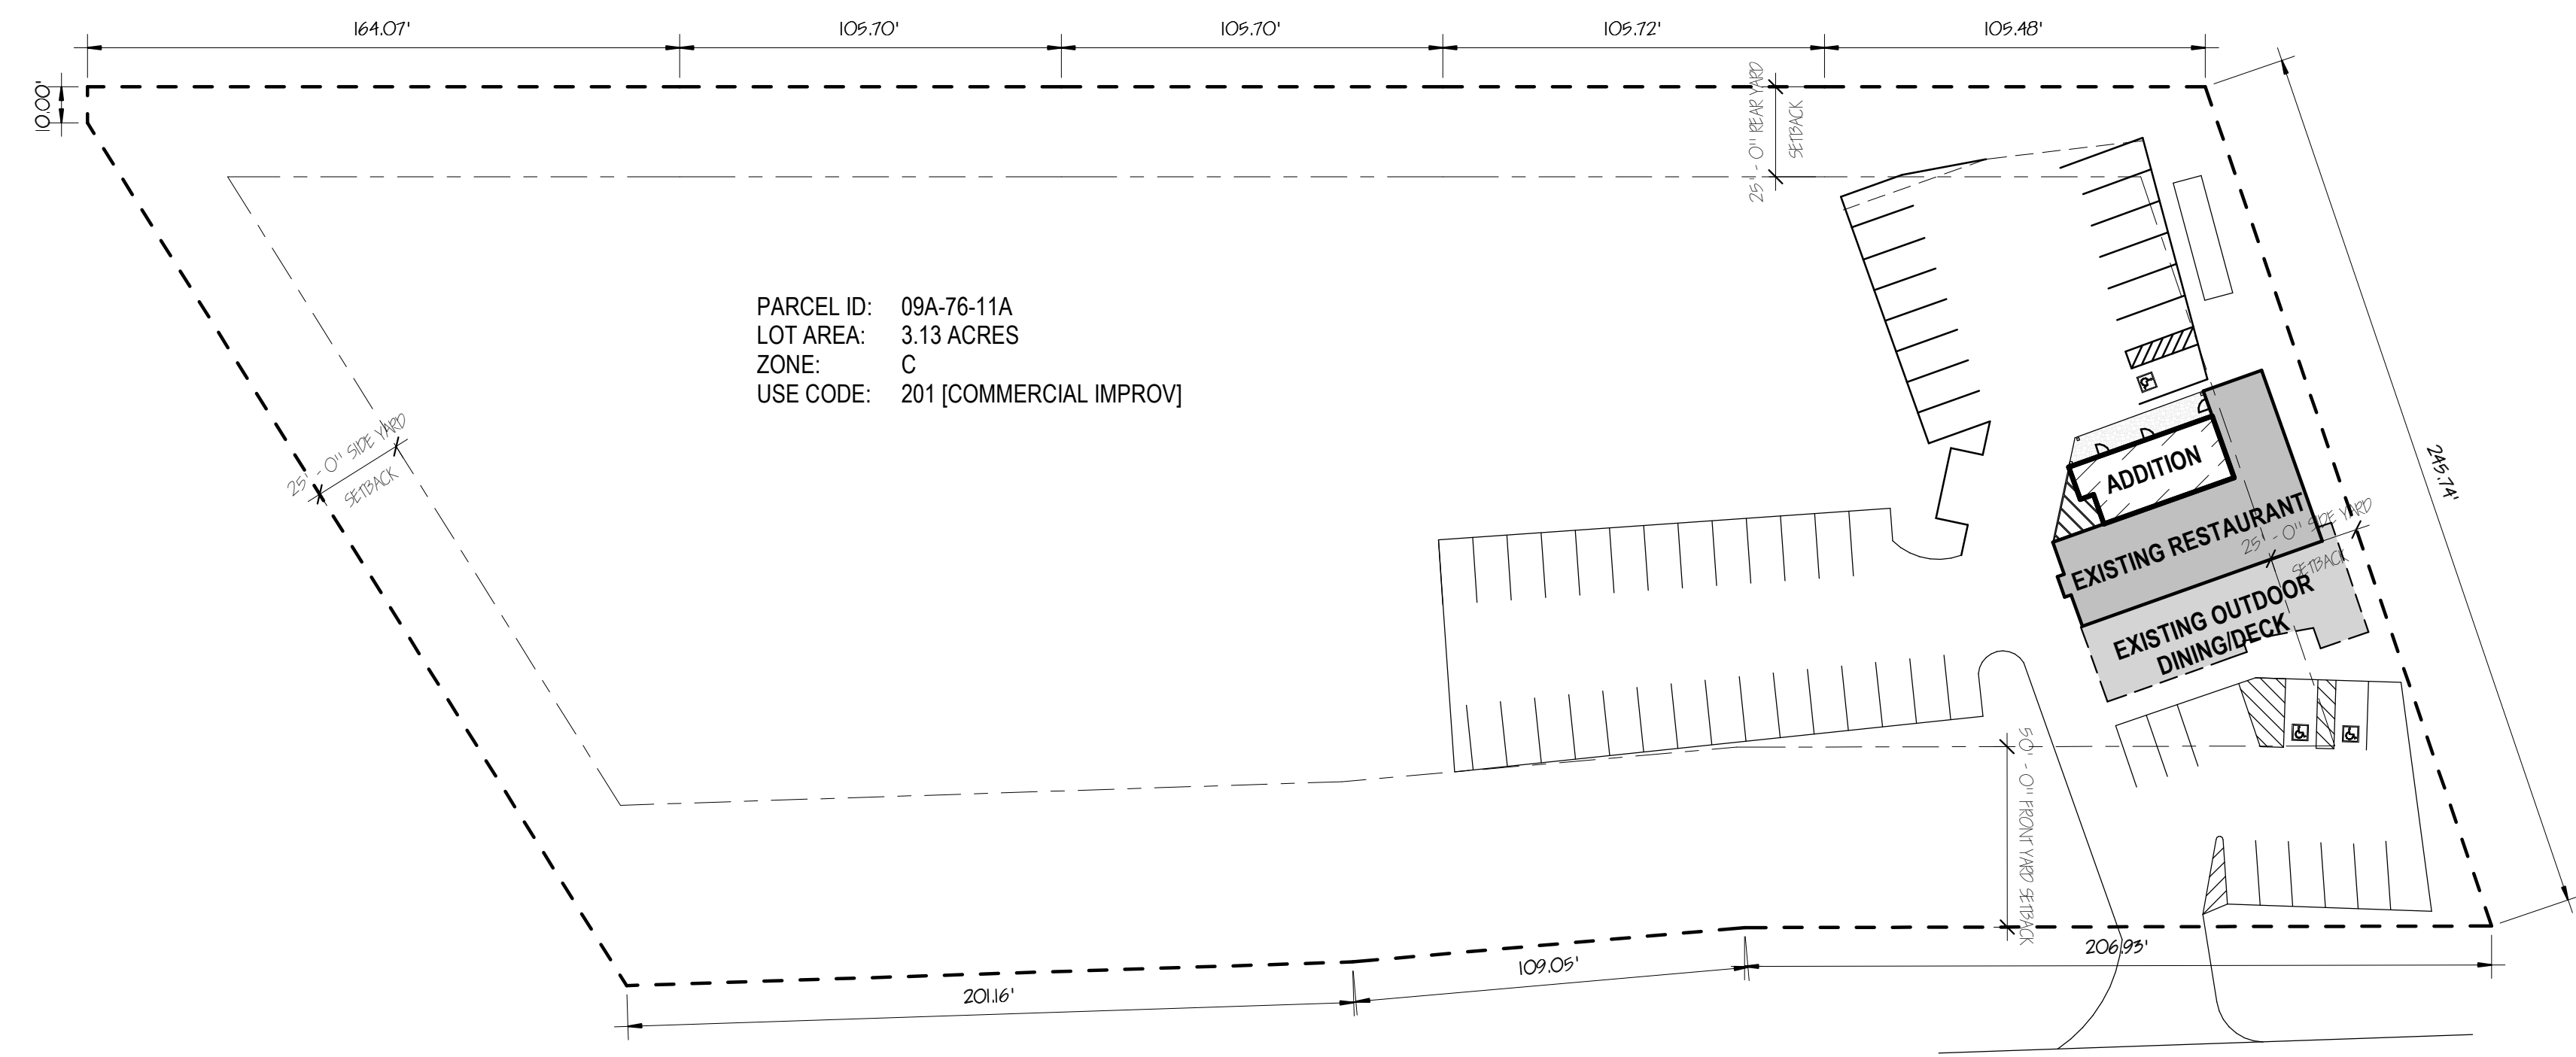 164.07'
105.70'
105.70'
105.72'
105.48'
10.00'
25' - 0" REAR YARD
SETBACK
PARCEL ID: 09A-76-11A
LOT AREA: 3.13 ACRES
ZONE: C
USE CODE: 201 [COMMERCIAL IMPROV]
25' - 0" SIDE YARD
SETBACK
ADDITION
245.74'
EXISTING RESTAURANT
25' - 0" SIDE YARD
SETBACK
EXISTING OUTDOOR
DINING/DECK
50' - 0" FRONT YARD SETBACK
206.93'
109.05'
201.16'